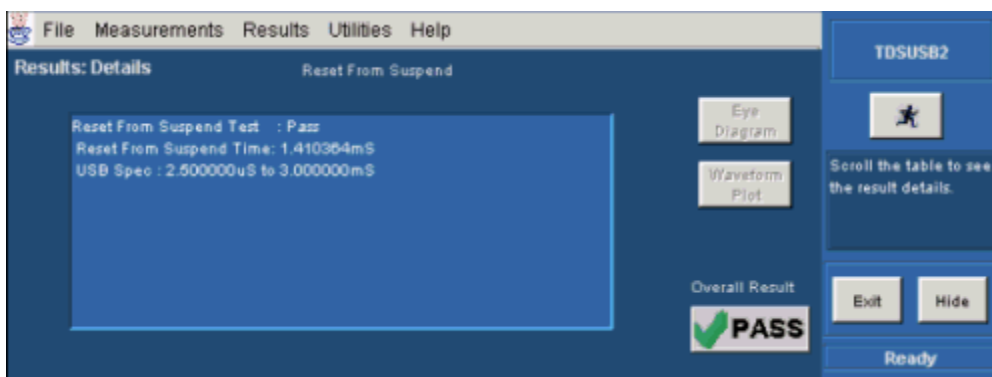 File Measurements Results Utilities Help
Results: Details
Reset From Suspend
Reset From Suspend Test : Pass
Reset From Suspend Time: 1.410364mS
USB Spec : 2.500000uS to 3.000000mS
Eye
Diagram
Waveform
Plot
Overall Result
PASS
TDSUSB2
Scroll the table to see
the result details.
Exit
Hide
Ready